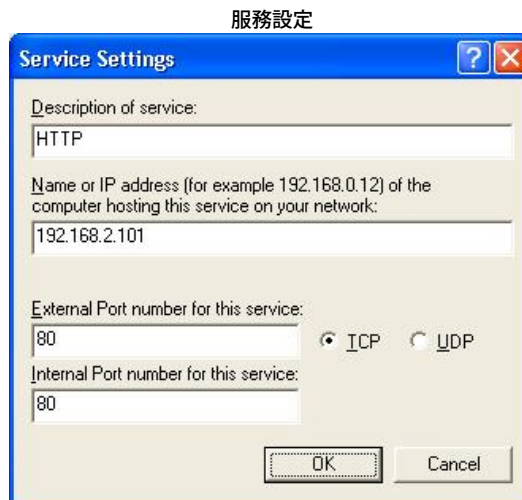 服務設定
Service Settings
Description of service:
HTTP
Name or IP address (for example 192.168.0.12) of the
computer hosting this service on your network:
192.168.2.101
External Port number for this service:
80
TCP
UDP
Internal Port number for this service:
80
OK
Cancel